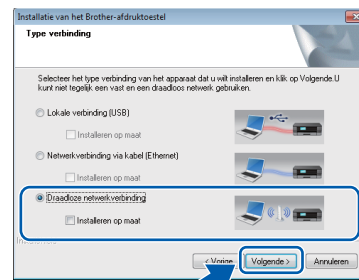 Installatie van het Brother-afdruktoestel
Type verbinding
Selecteer het type verbinding van het apparaat dat u wilt installeren en klik op Volgende.U
kunt niet tegelijk een vast en een draadloos netwerk gebruiken.
Lokale verbinding (USB)
Installeren op maat
Netwerkverbinding via kabel (Ethernet)
Installeren op maat
Draadloze netwerkverbinding
Installeren op maat
< Vorige
Volgende >
Annuleren